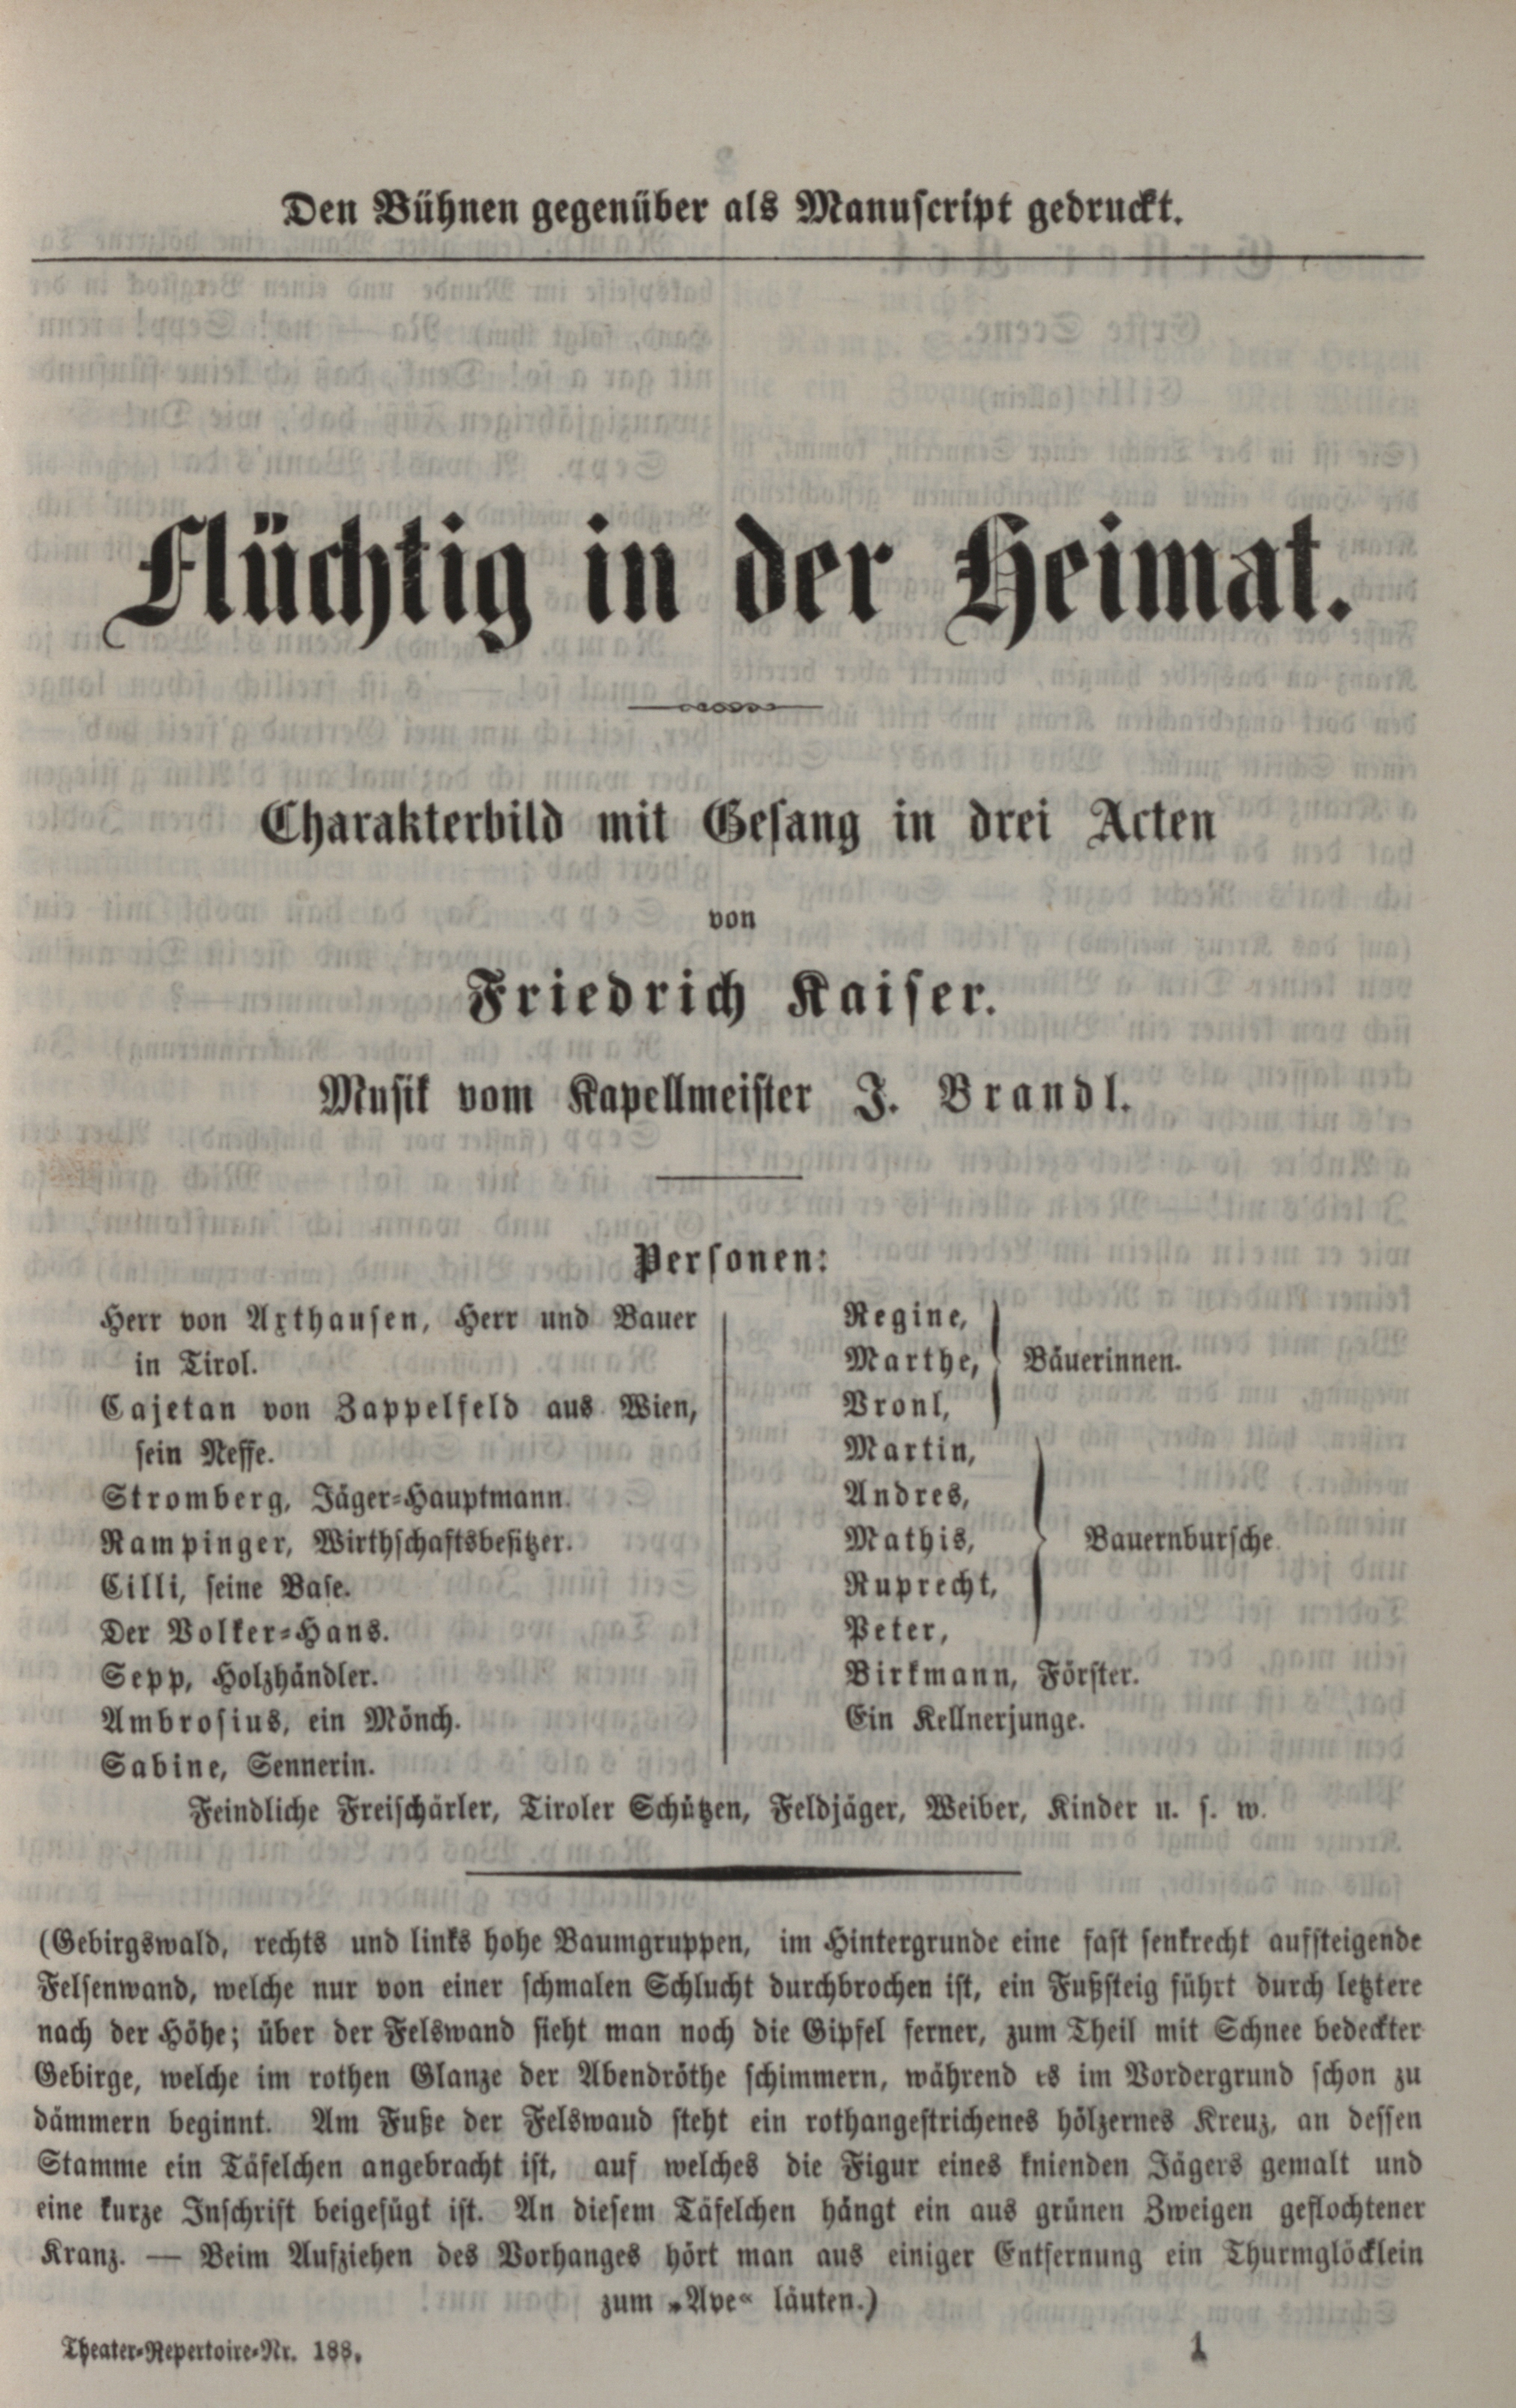 Den Bühnen gegenüber als Manuscript gedruckt.
Flüchtig in der Heimat.
Charakterbild mit Gesang in drei Acten
von
Friedrich Kaiser.
Musik vom Kapellmeister J. Brandl.
Personen:
Herr von Axthausen, Herr und Bauer
in Tirol.
Cajetan von Zappelfeld aus Wien,
sein Neffe.
Stromberg, Jäger-Hauptmann.
Rampinger, Wirthschaftsbesitzer.
Cilli, seine Base.
Der Volker-Hans.
Sepp, Holzhändler.
Ambrosius, ein Mönch.
Sabine, Sennerin.
Regine,
Marthe, Bäuerinnen.
Vronl,
Martin,
Andres,
Mathis, Bauernbursche
Ruprecht,
Peter,
Birkmann, Förster.
Ein Kellnerjunge.
Feindliche Freischärler, Tiroler Schützen, Feldjäger, Weiber, Kinder u. s. w.
(Gebirgswald, rechts und links hohe Baumgruppen, im Hintergrunde eine fast senkrecht aufsteigende
Felsenwand, welche nur von einer schmalen Schlucht durchbrochen ist, ein Fußsteig führt durch letztere
nach der Höhe; über der Felswand sieht man noch die Gipfel ferner, zum Theil mit Schnee bedeckter
Gebirge, welche im rothen Glanze der Abendröthe schimmern, während es im Vordergrund schon zu
dämmern beginnt. Am Fuße der Felswand steht ein rothangestrichenes hölzernes Kreuz, an dessen
Stamme ein Täfelchen angebracht ist, auf welches die Figur eines knienden Jägers gemalt und
eine kurze Inschrift beigefügt ist. An diesem Täfelchen hängt ein aus grünen Zweigen geflochtener
Kranz. — Beim Aufziehen des Vorhanges hört man aus einiger Entfernung ein Thurmglöcklein
zum „Ave“ läuten.)
Theater-Repertoire-Nr. 188.
1